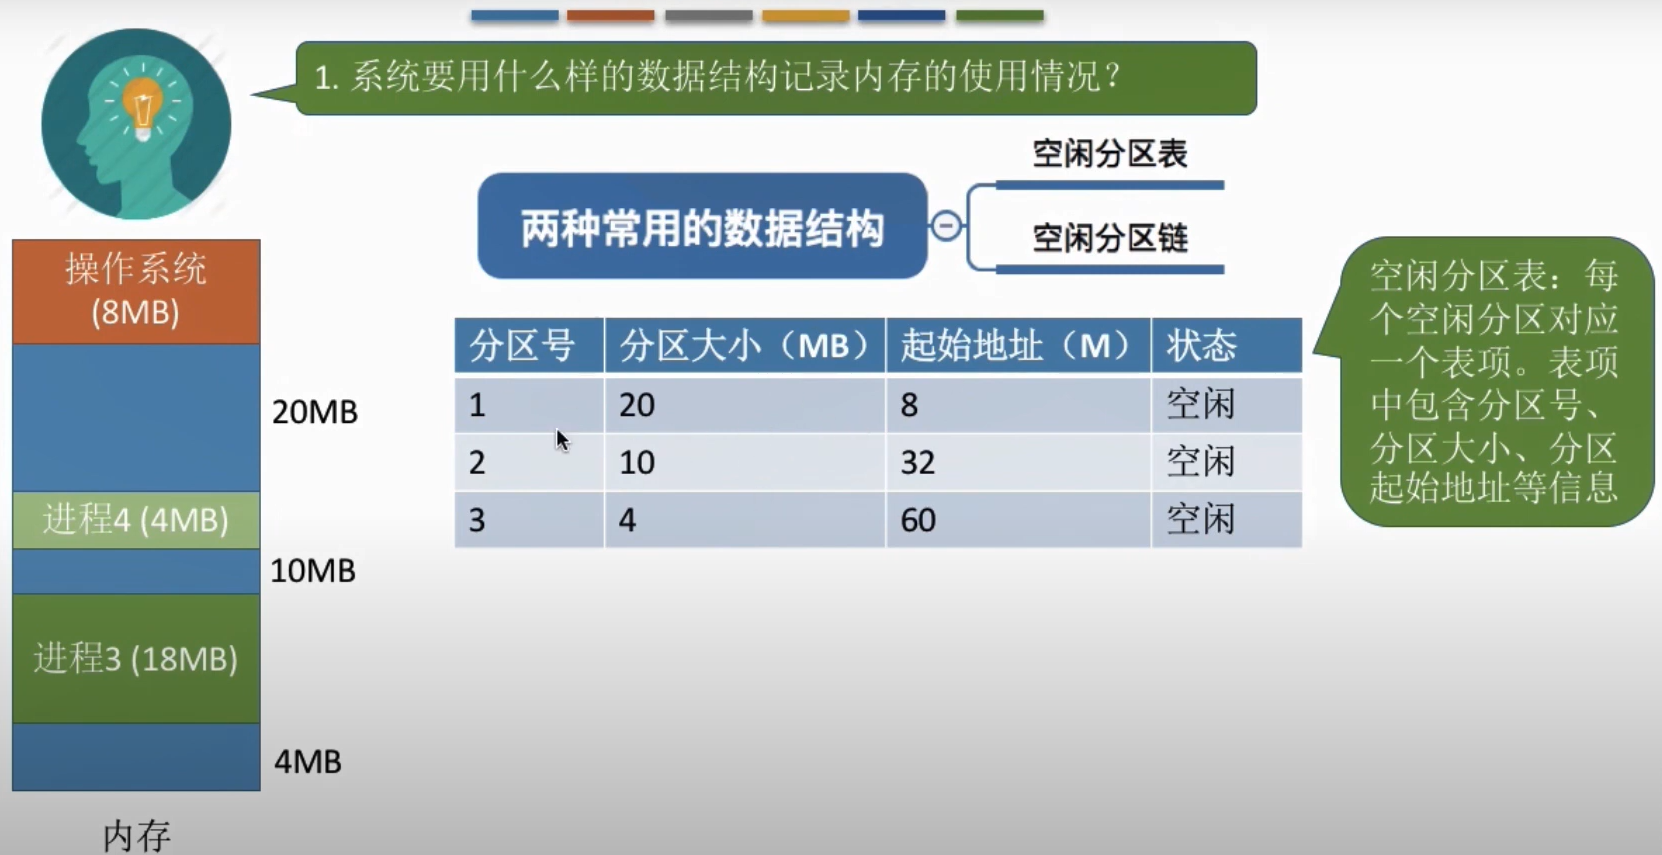 1. 系统要用什么样的数据结构记录内存的使用情况？
两种常用的数据结构
空闲分区表
空闲分区链
操作系统
(8MB)
20MB
进程4 (4MB)
10MB
进程3 (18MB)
4MB
内存
分区号 分区大小（MB） 起始地址（M） 状态
1 20 8 空闲
2 10 32 空闲
3 4 60 空闲
空闲分区表：每
个空闲分区对应
一个表项。表项
中包含分区号、
分区大小、分区
起始地址等信息